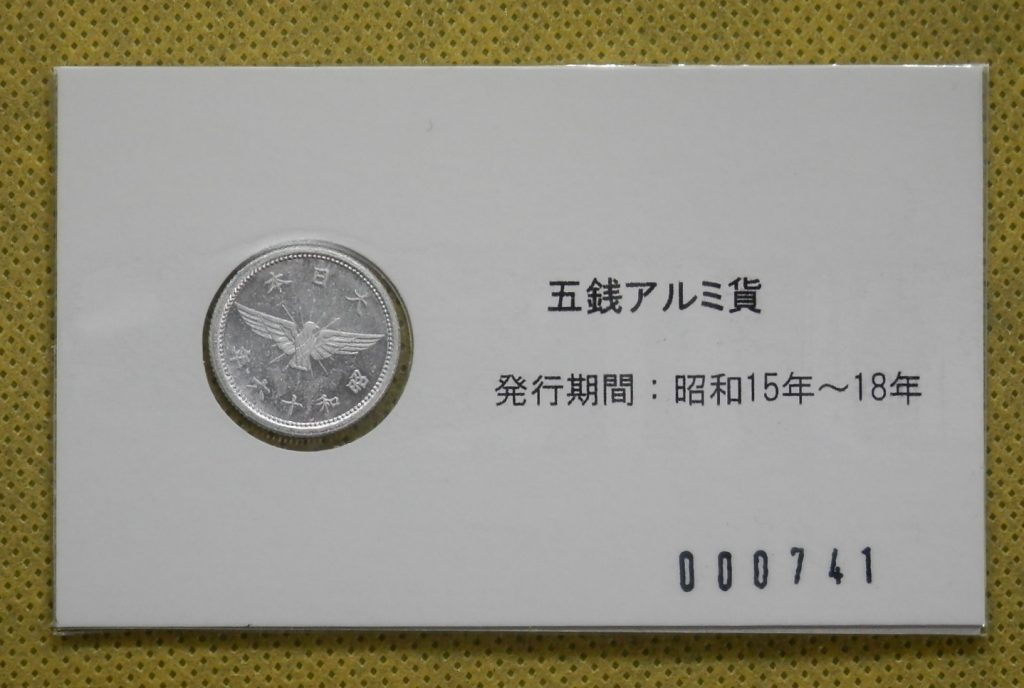 大日本
昭和十六年
五銭アルミ貨
発行期間：昭和15年～18年
000741